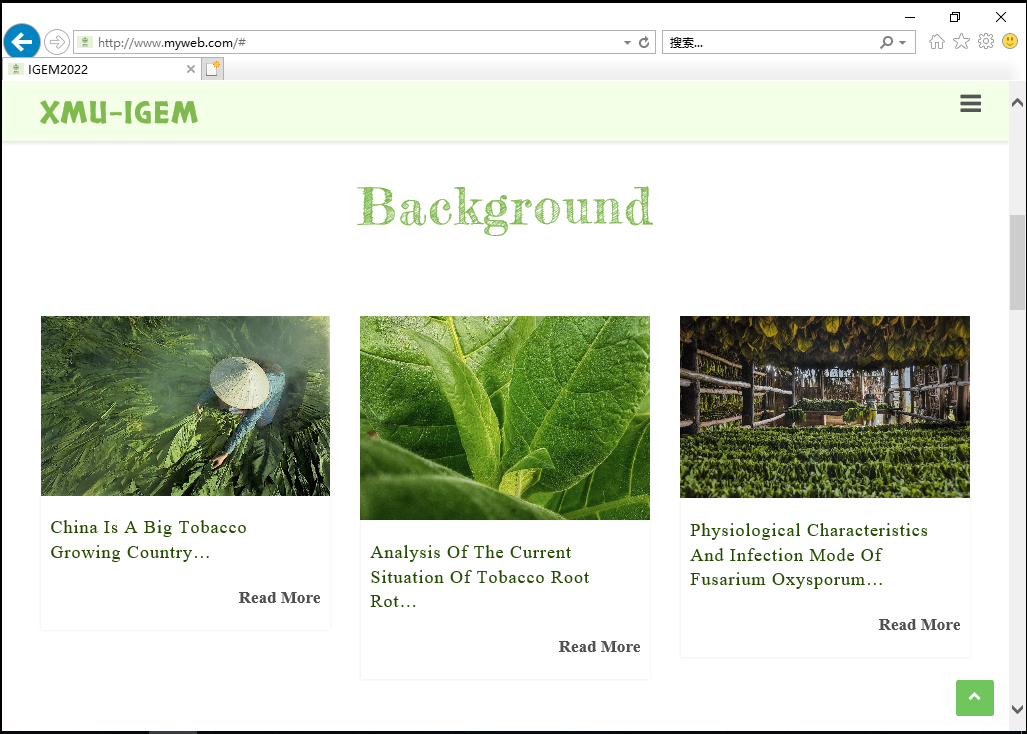 http://www.myweb.com/#
搜索...
IGEM2022
XMU-IGEM
Background
China Is A Big Tobacco
Growing Country...
Read More
Analysis Of The Current
Situation Of Tobacco Root
Rot...
Read More
Physiological Characteristics
And Infection Mode Of
Fusarium Oxysporum...
Read More